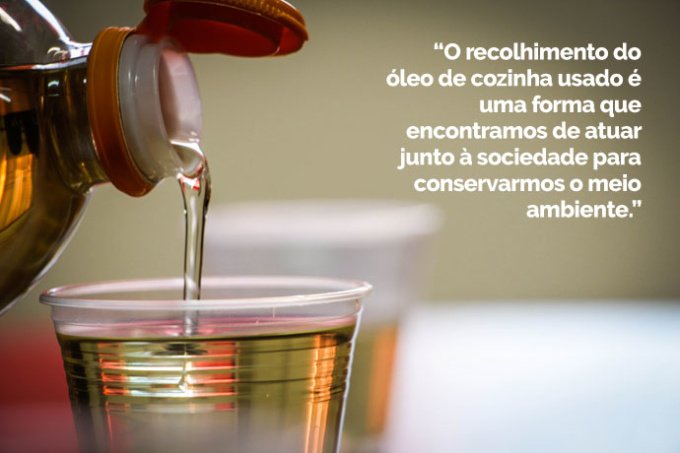 “O recolhimento do
óleo de cozinha usado é
uma forma que
encontramos de atuar
junto à sociedade para
conservarmos o meio
ambiente.”